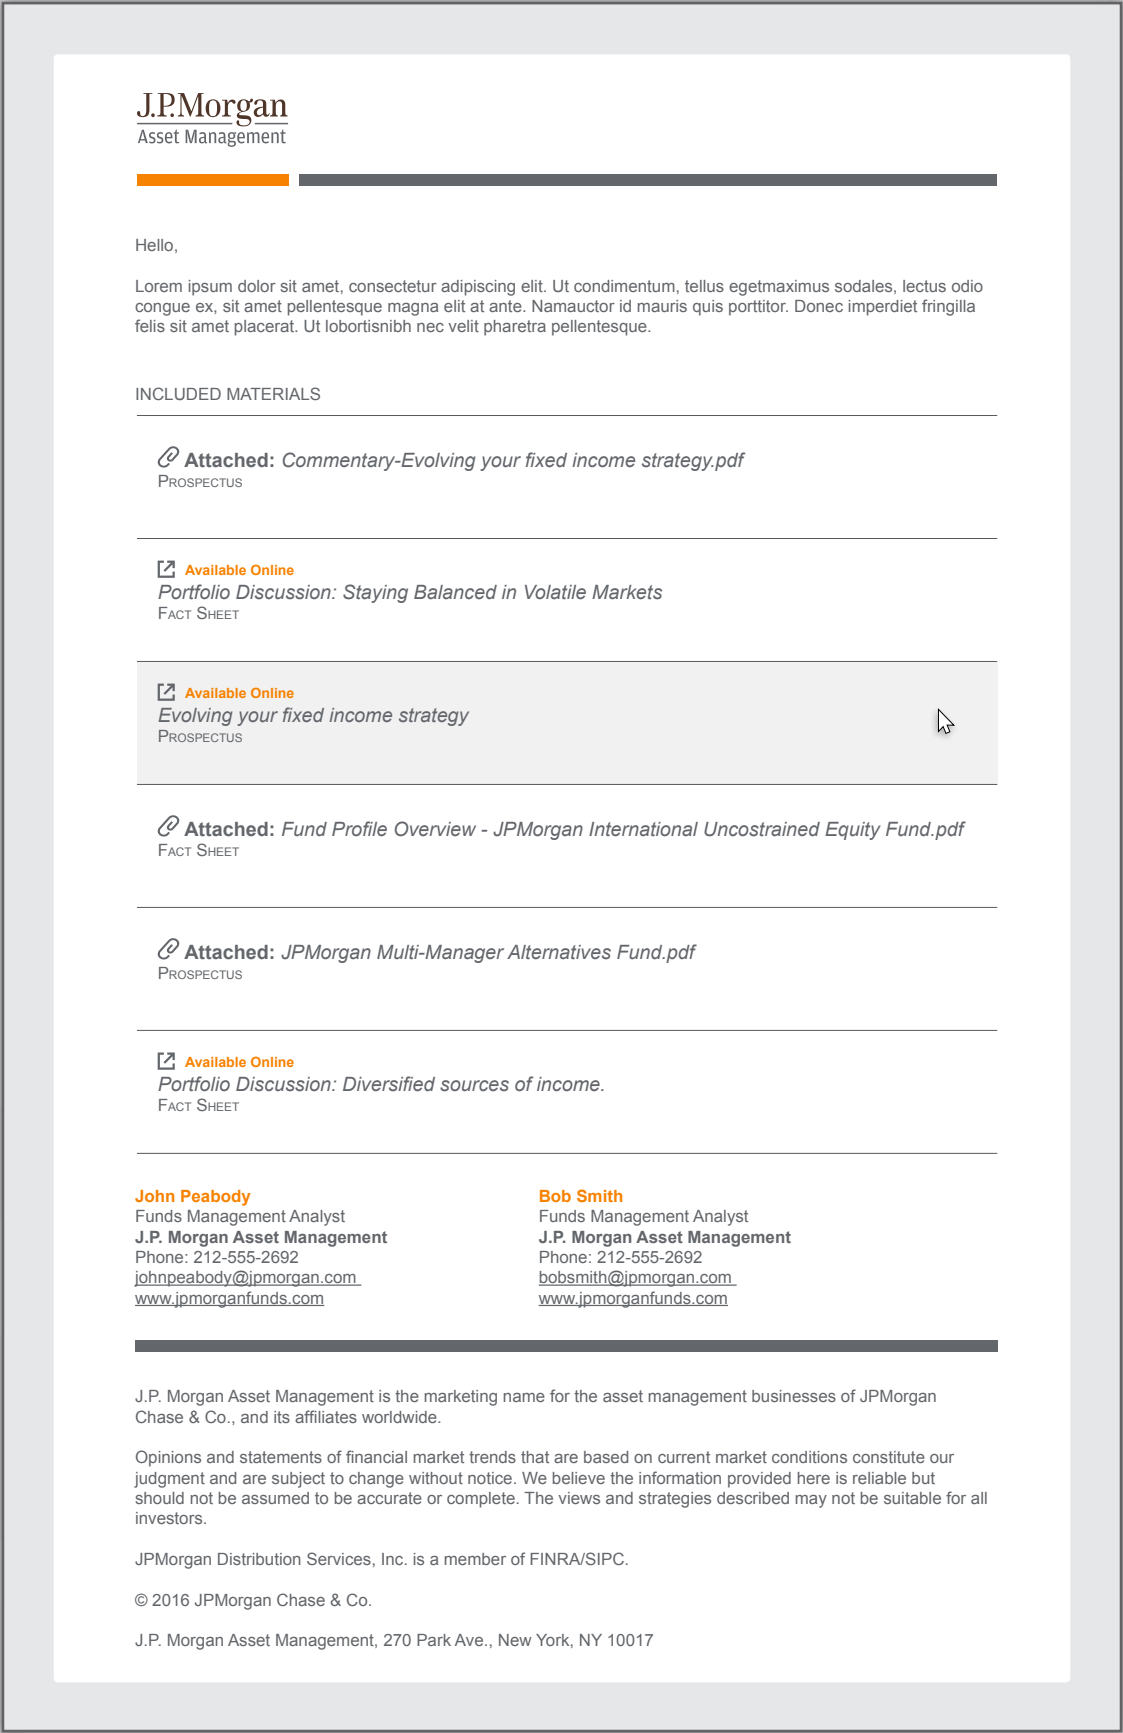 J.P.Morgan
Asset Management
Hello,
Lorem ipsum dolor sit amet, consectetur adipiscing elit. Ut condimentum, tellus egetmaximus sodales, lectus odio
congue ex, sit amet pellentesque magna elit at ante. Namauctor id mauris quis porttitor. Donec imperdiet fringilla
felis sit amet placerat. Ut lobortisnibh nec velit pharetra pellentesque.
INCLUDED MATERIALS
Attached: Commentary-Evolving your fixed income strategy.pdf
Prospectus
Available Online
Portfolio Discussion: Staying Balanced in Volatile Markets
Fact Sheet
Available Online
Evolving your fixed income strategy
Prospectus
Attached: Fund Profile Overview - JPMorgan International Uncostrained Equity Fund.pdf
Fact Sheet
Attached: JPMorgan Multi-Manager Alternatives Fund.pdf
Prospectus
Available Online
Portfolio Discussion: Diversified sources of income.
Fact Sheet
John Peabody
Funds Management Analyst
J.P. Morgan Asset Management
Phone: 212-555-2692
johnpeabody@jpmorgan.com
www.jpmorganfunds.com
Bob Smith
Funds Management Analyst
J.P. Morgan Asset Management
Phone: 212-555-2692
bobsmith@jpmorgan.com
www.jpmorganfunds.com
J.P. Morgan Asset Management is the marketing name for the asset management businesses of JPMorgan
Chase & Co., and its affiliates worldwide.
Opinions and statements of financial market trends that are based on current market conditions constitute our
judgment and are subject to change without notice. We believe the information provided here is reliable but
should not be assumed to be accurate or complete. The views and strategies described may not be suitable for all
investors.
JPMorgan Distribution Services, Inc. is a member of FINRA/SIPC.
© 2016 JPMorgan Chase & Co.
J.P. Morgan Asset Management, 270 Park Ave., New York, NY 10017